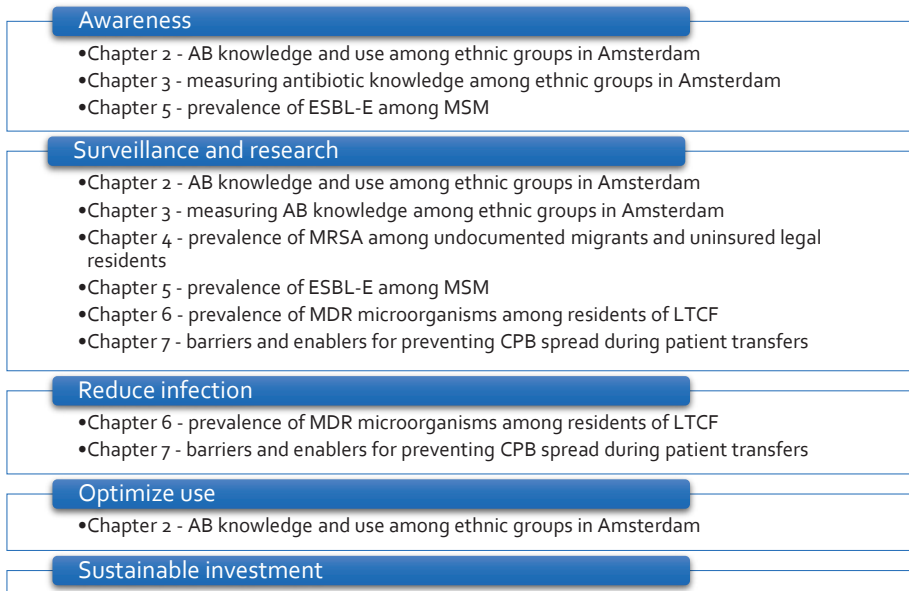 Awareness
•Chapter 2 - AB knowledge and use among ethnic groups in Amsterdam
•Chapter 3 - measuring antibiotic knowledge among ethnic groups in Amsterdam
•Chapter 5 - prevalence of ESBL-E among MSM
Surveillance and research
•Chapter 2 - AB knowledge and use among ethnic groups in Amsterdam
•Chapter 3 - measuring AB knowledge among ethnic groups in Amsterdam
•Chapter 4 - prevalence of MRSA among undocumented migrants and uninsured legal
residents
•Chapter 5 - prevalence of ESBL-E among MSM
•Chapter 6 - prevalence of MDR microorganisms among residents of LTCF
•Chapter 7 - barriers and enablers for preventing CPB spread during patient transfers
Reduce infection
•Chapter 6 - prevalence of MDR microorganisms among residents of LTCF
•Chapter 7 - barriers and enablers for preventing CPB spread during patient transfers
Optimize use
•Chapter 2 - AB knowledge and use among ethnic groups in Amsterdam
Sustainable investment